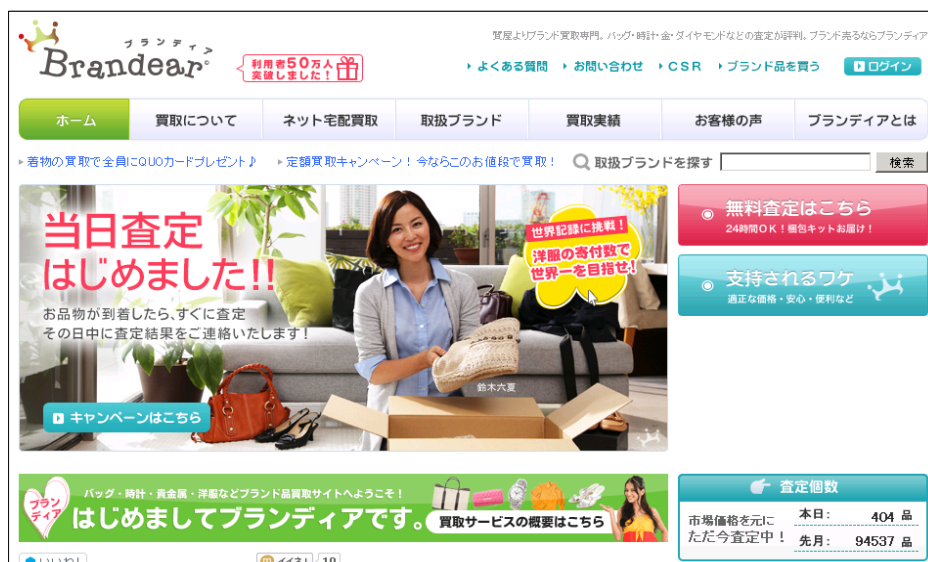 ブランディア
Brandear
利用者50万人
突破しました!
質屋よりブランド買取専門。バッグ・時計・金・ダイヤモンドなどの査定が評判。ブランド売るならブランディア
よくある質問 お問い合わせ CSR ブランド品を買う ログイン
ホーム 買取について ネット宅配買取 取扱ブランド 買取実績 お客様の声 ブランディアとは
着物の買取で全員にQUOカードプレゼント♪ 定額買取キャンペーン!今ならこのお値段で買取! 取扱ブランドを探す 検索
当日査定
はじめました!!
お品物が到着したら、すぐに査定
その日中に査定結果をご連絡いたします!
キャンペーンはこちら
世界記録に挑戦!
洋服の寄付数で
世界一を目指せ!
鈴木六夏
無料査定はこちら
24時間OK!梱包キットお届け!
支持されるワケ
適正な価格・安心・便利など
ブランディア
バッグ・時計・貴金属・洋服などブランド品買取サイトへようこそ!
はじめましてブランディアです。
買取サービスの概要はこちら
査定個数
市場価格を元に
ただ今査定中!
本日: 404 品
先月: 94537 品
いいね!
イイネ! 10